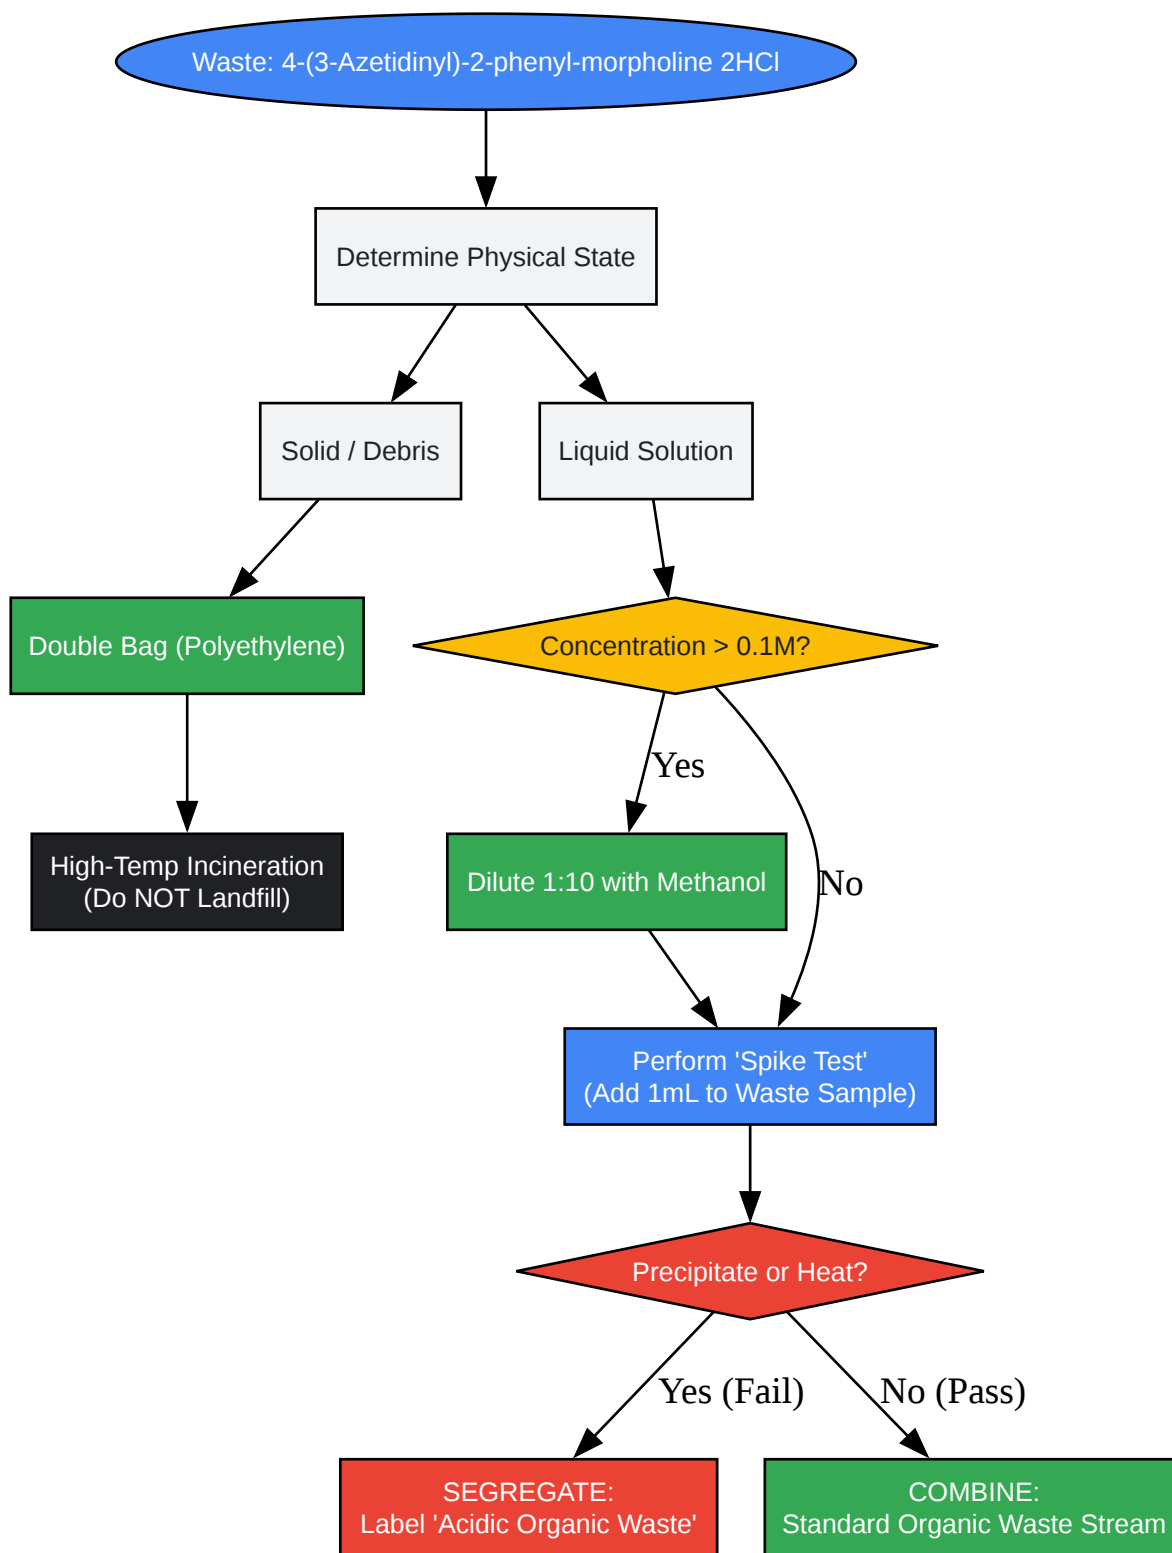 Waste: 4-(3-Azetidinyl)-2-phenyl-morpholine 2HCl
Determine Physical State
Solid / Debris
Liquid Solution
Double Bag (Polyethylene)
Concentration > 0.1M?
Yes
High-Temp Incineration
(Do NOT Landfill)
Dilute 1:10 with Methanol
No
Perform 'Spike Test'
(Add 1mL to Waste Sample)
Precipitate or Heat?
Yes (Fail)
No (Pass)
SEGREGATE:
Label 'Acidic Organic Waste'
COMBINE:
Standard Organic Waste Stream